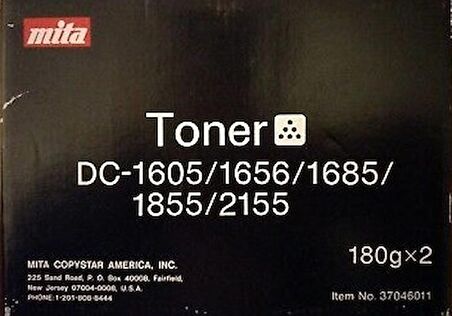 mita
Toner
DC-1605/1656/1685/
1855/2155
180g×2
MITA COPYSTAR AMERICA, INC.
225 Sand Road, P. O. Box 40008, Fairfield,
New Jersey 07004-0008, U.S.A.
PHONE:1-201-808-8444
Item No. 37045011